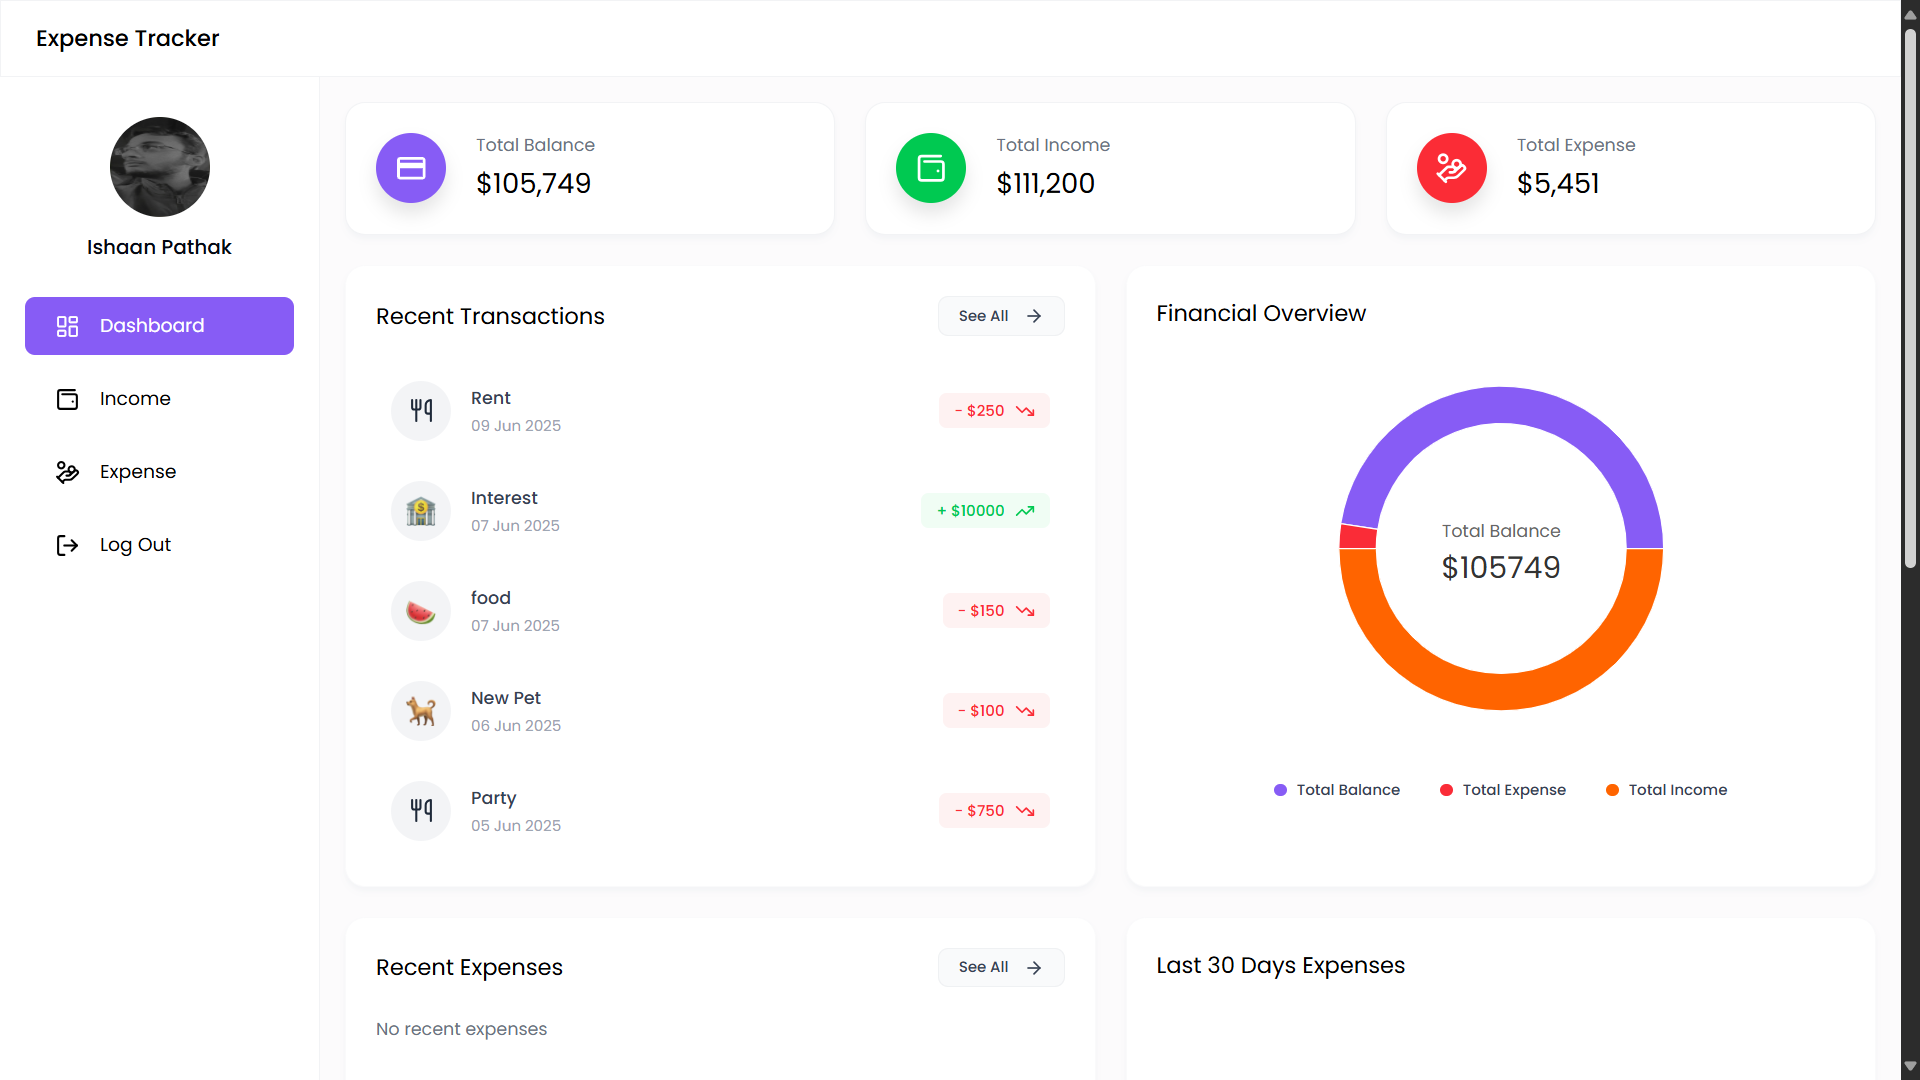 Expense Tracker
Ishaan Pathak
Dashboard
Income
Expense
Log Out
Total Balance
$105,749
Total Income
$111,200
Total Expense
$5,451
Recent Transactions
See All
Rent
09 Jun 2025
- $250
Interest
07 Jun 2025
+ $10000
food
07 Jun 2025
- $150
New Pet
06 Jun 2025
- $100
Party
05 Jun 2025
- $750
Financial Overview
Total Balance
$105749
Total Balance
Total Expense
Total Income
Recent Expenses
See All
No recent expenses
Last 30 Days Expenses